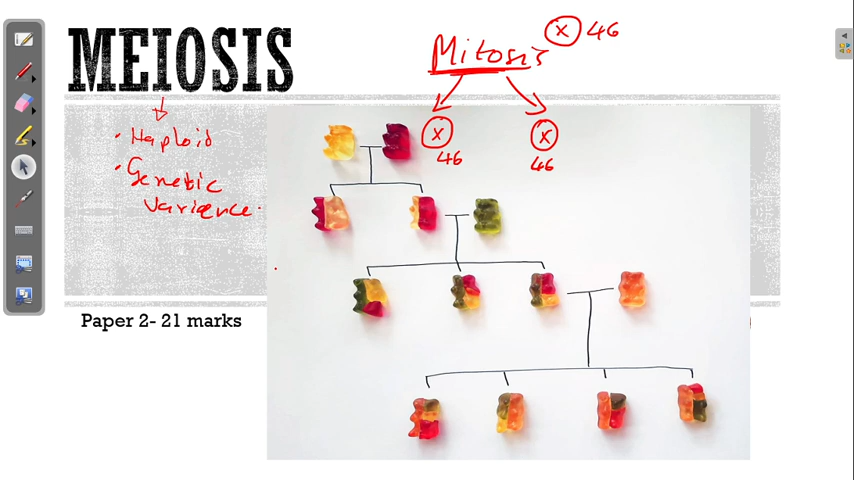 MEIOSIS
Mitosis
x 46
x
46
x
46
• Haploid
• Genetic
variance.
Paper 2- 21 marks